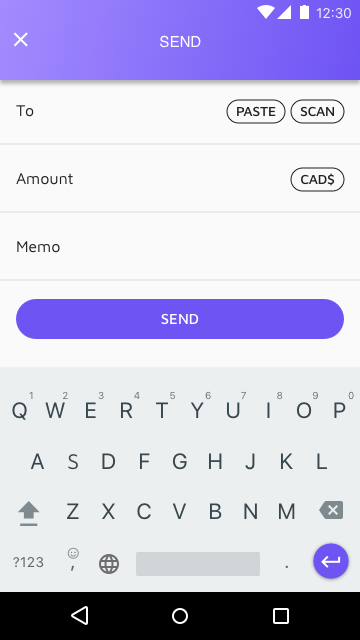 12:30
SEND
To PASTE SCAN
Amount CAD$
Memo
SEND
1 2 3 4 5 6 7 8 9 0
Q W E R T Y U I O P
A S D F G H J K L
Z X C V B N M
?123 , .